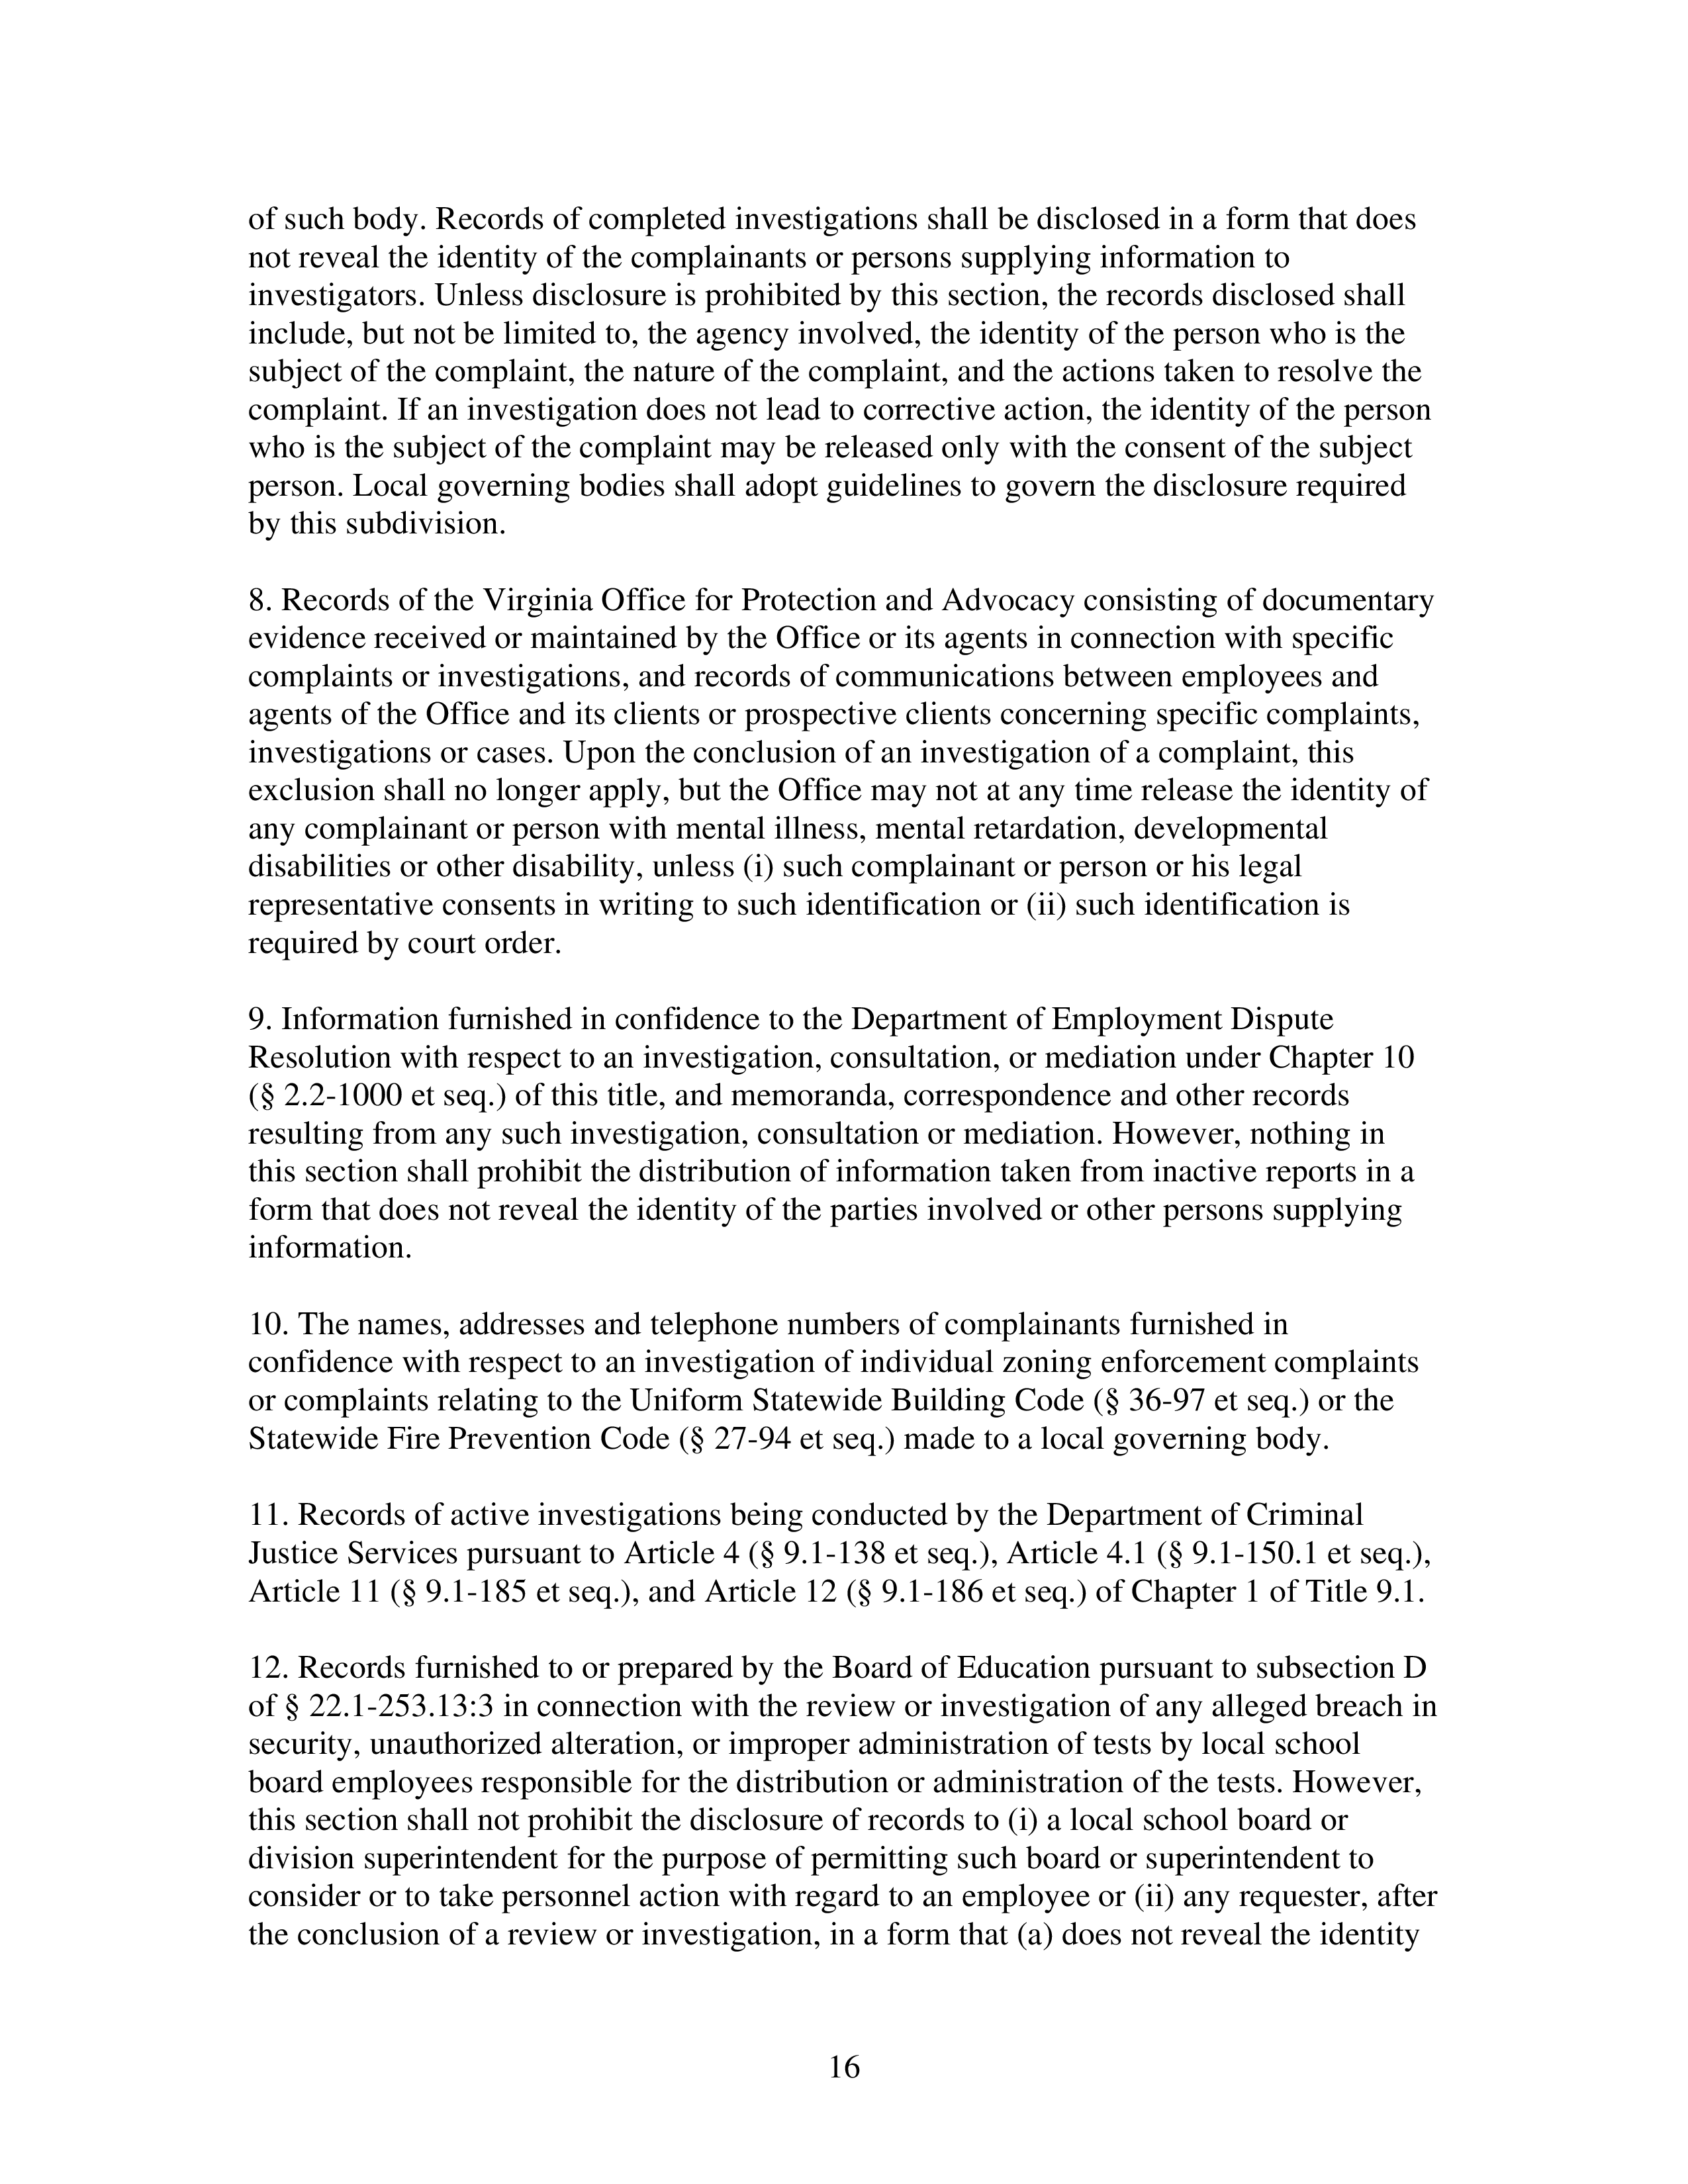 of such body. Records of completed investigations shall be disclosed in a form that does
not reveal the identity of the complainants or persons supplying information to
investigators. Unless disclosure is prohibited by this section, the records disclosed shall
include, but not be limited to, the agency involved, the identity of the person who is the
subject of the complaint, the nature of the complaint, and the actions taken to resolve the
complaint. If an investigation does not lead to corrective action, the identity of the person
who is the subject of the complaint may be released only with the consent of the subject
person. Local governing bodies shall adopt guidelines to govern the disclosure required
by this subdivision.
8. Records of the Virginia Office for Protection and Advocacy consisting of documentary
evidence received or maintained by the Office or its agents in connection with specific
complaints or investigations, and records of communications between employees and
agents of the Office and its clients or prospective clients concerning specific complaints,
investigations or cases. Upon the conclusion of an investigation of a complaint, this
exclusion shall no longer apply, but the Office may not at any time release the identity of
any complainant or person with mental illness, mental retardation, developmental
disabilities or other disability, unless (i) such complainant or person or his legal
representative consents in writing to such identification or (ii) such identification is
required by court order.
9. Information furnished in confidence to the Department of Employment Dispute
Resolution with respect to an investigation, consultation, or mediation under Chapter 10
(§ 2.2-1000 et seq.) of this title, and memoranda, correspondence and other records
resulting from any such investigation, consultation or mediation. However, nothing in
this section shall prohibit the distribution of information taken from inactive reports in a
form that does not reveal the identity of the parties involved or other persons supplying
information.
10. The names, addresses and telephone numbers of complainants furnished in
confidence with respect to an investigation of individual zoning enforcement complaints
or complaints relating to the Uniform Statewide Building Code (§ 36-97 et seq.) or the
Statewide Fire Prevention Code (§ 27-94 et seq.) made to a local governing body.
11. Records of active investigations being conducted by the Department of Criminal
Justice Services pursuant to Article 4 (§ 9.1-138 et seq.), Article 4.1 (§ 9.1-150.1 et seq.),
Article 11 (§ 9.1-185 et seq.), and Article 12 (§ 9.1-186 et seq.) of Chapter 1 of Title 9.1.
12. Records furnished to or prepared by the Board of Education pursuant to subsection D
of § 22.1-253.13:3 in connection with the review or investigation of any alleged breach in
security, unauthorized alteration, or improper administration of tests by local school
board employees responsible for the distribution or administration of the tests. However,
this section shall not prohibit the disclosure of records to (i) a local school board or
division superintendent for the purpose of permitting such board or superintendent to
consider or to take personnel action with regard to an employee or (ii) any requester, after
the conclusion of a review or investigation, in a form that (a) does not reveal the identity
16